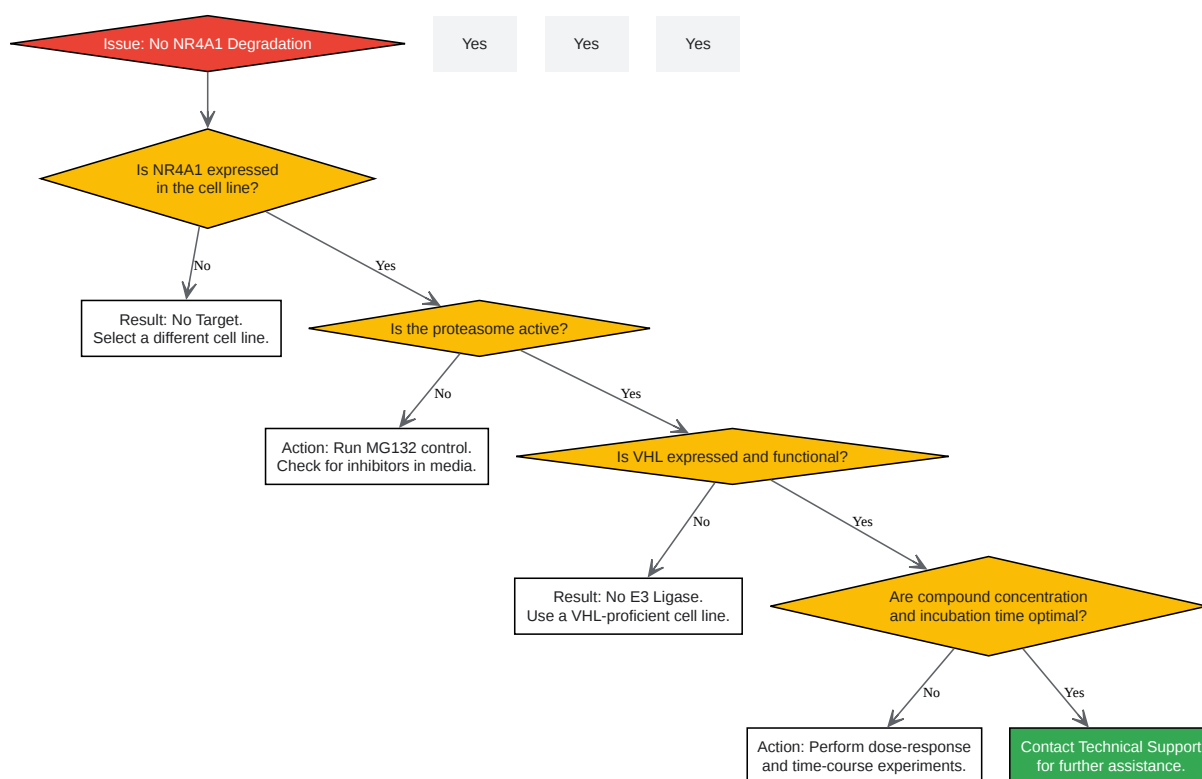 Issue: No NR4A1 Degradation
Yes
Yes
Yes
Is NR4A1 expressed
in the cell line?
No
Yes
Result: No Target.
Select a different cell line.
Is the proteasome active?
No
Yes
Action: Run MG132 control.
Check for inhibitors in media.
Is VHL expressed and functional?
No
Yes
Result: No E3 Ligase.
Use a VHL-proficient cell line.
Are compound concentration
and incubation time optimal?
No
Yes
Action: Perform dose-response
and time-course experiments.
Contact Technical Support
for further assistance.